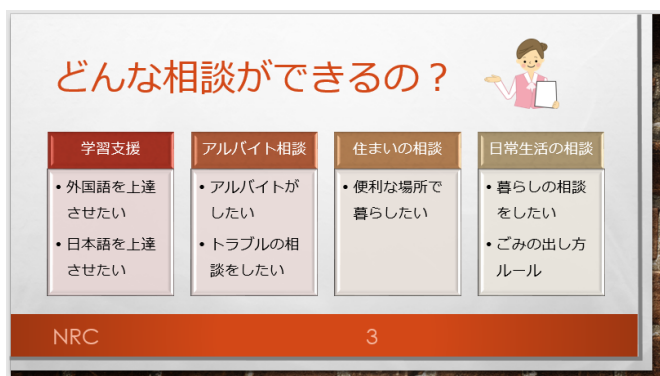 どんな相談ができるの？
学習支援
• 外国語を上達
させたい
• 日本語を上達
させたい
アルバイト相談
• アルバイトが
したい
• トラブルの相
談をしたい
住まいの相談
• 便利な場所で
暮らしたい
日常生活の相談
• 暮らしの相談
をしたい
• ごみの出し方
ルール
NRC
3